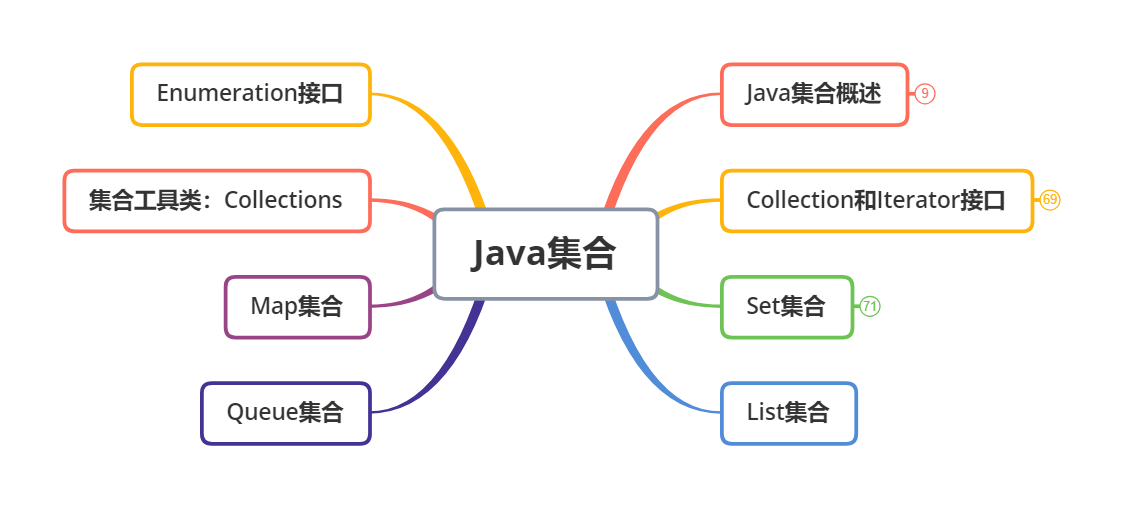 Enumeration接口
Java集合概述
9
集合工具类：Collections
Collection和Iterator接口
69
Java集合
Map集合
Set集合
71
Queue集合
List集合